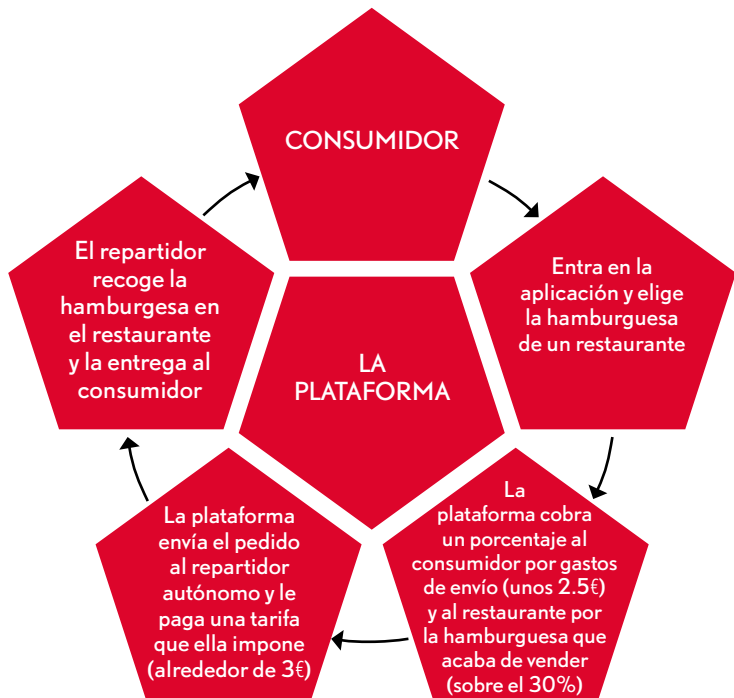 CONSUMIDOR
Entra en la
aplicación y elige
la hamburguesa
de un restaurante
La
plataforma cobra
un porcentaje al
consumidor por gastos
de envío (unos 2.5€)
y al restaurante por
la hamburguesa que
acaba de vender
(sobre el 30%)
La plataforma
envía el pedido
al repartidor
autónomo y le
paga una tarifa
que ella impone
(alrededor de 3€)
El repartidor
recoge la
hamburgesa en
el restaurante
y la entrega al
consumidor
LA
PLATAFORMA